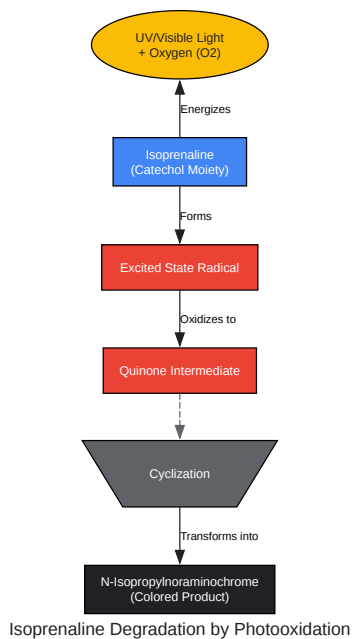 UV/Visible Light
+ Oxygen (O2)
Energizes
Isoprenaline
(Catechol Moiety)
Forms
Excited State Radical
Oxidizes to
Quinone Intermediate
Cyclization
Transforms into
N-Isopropylnoraminochrome
(Colored Product)
Isoprenaline Degradation by Photooxidation